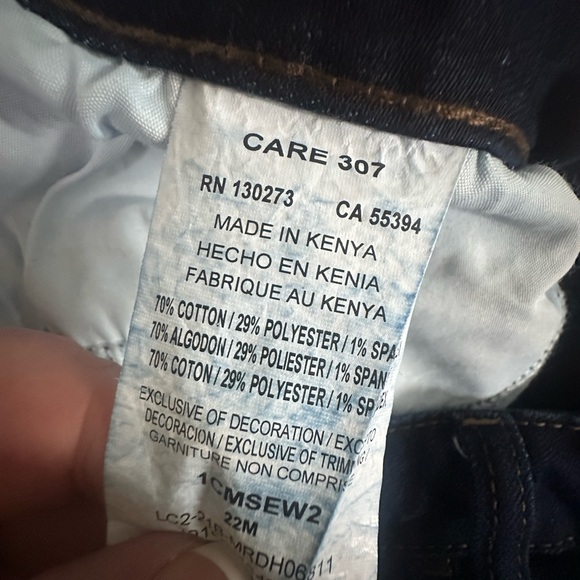 CARE 307
RN 130273 CA 55394
MADE IN KENYA
HECHO EN KENIA
FABRIQUE AU KENYA
70% COTTON / 29% POLYESTER / 1% SPA
70% ALGODON / 29% POLIESTER / 1% SPAN
70% COTON / 29% POLYESTER / 1% SP
EXCLUSIVE OF DECORATION / EXC
DECORACION / EXCLUSIVE OF TRIM
GARNITURE NON COMPRIS
1CMSEW2
22M